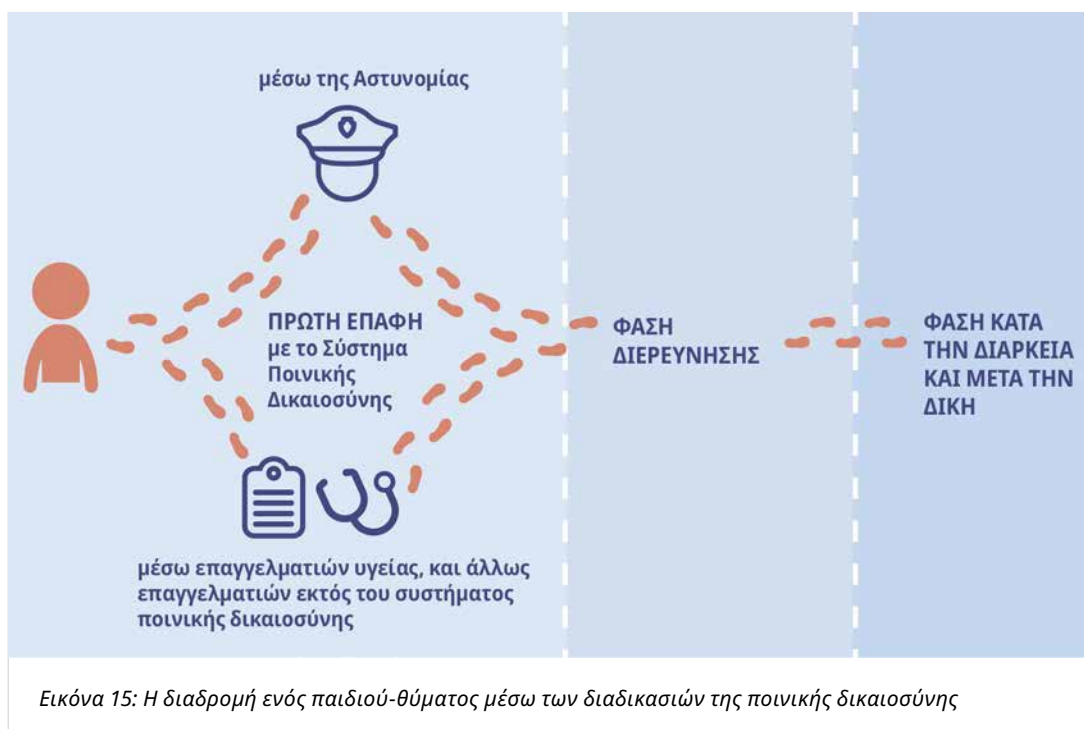 μέσω της Αστυνομίας
ΠΡΩΤΗ ΕΠΑΦΗ
με το Σύστημα
Ποινικής
Δικαιοσύνης
μέσω επαγγελματιών υγείας, και άλλως
επαγγελματιών εκτός του συστήματος
ποινικής δικαιοσύνης
ΦΑΣΗ
ΔΙΕΡΕΥΝΗΣΗΣ
ΦΑΣΗ ΚΑΤΑ
ΤΗΝ ΔΙΑΡΚΕΙΑ
ΚΑΙ ΜΕΤΑ ΤΗΝ
ΔΙΚΗ
Εικόνα 15: Η διαδρομή ενός παιδιού-θύματος μέσω των διαδικασιών της ποινικής δικαιοσύνης